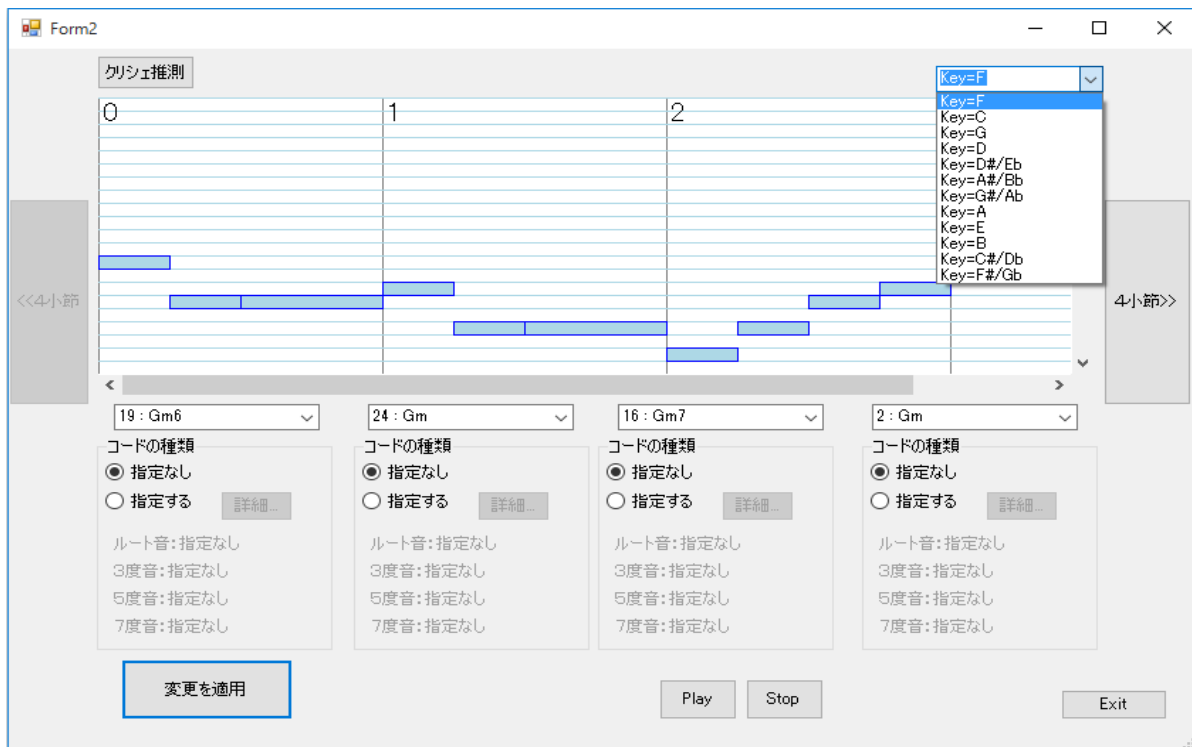 Form2
クリシェ推測
Key=F
Key=F
Key=C
Key=G
Key=D
Key=D#/Eb
Key=A#/Bb
Key=G#/Ab
Key=A
Key=E
Key=B
Key=C#/Db
Key=F#/Gb
0 1 2
<<4小節
4小節>>
19 : Gm6 24 : Gm 16 : Gm7 2 : Gm
コードの種類 コードの種類 コードの種類 コードの種類
指定なし 指定なし 指定なし 指定なし
指定する 詳細... 指定する 詳細... 指定する 詳細... 指定する 詳細...
ルート音:指定なし ルート音:指定なし ルート音:指定なし ルート音:指定なし
3度音:指定なし 3度音:指定なし 3度音:指定なし 3度音:指定なし
5度音:指定なし 5度音:指定なし 5度音:指定なし 5度音:指定なし
7度音:指定なし 7度音:指定なし 7度音:指定なし 7度音:指定なし
変更を適用 Play Stop Exit